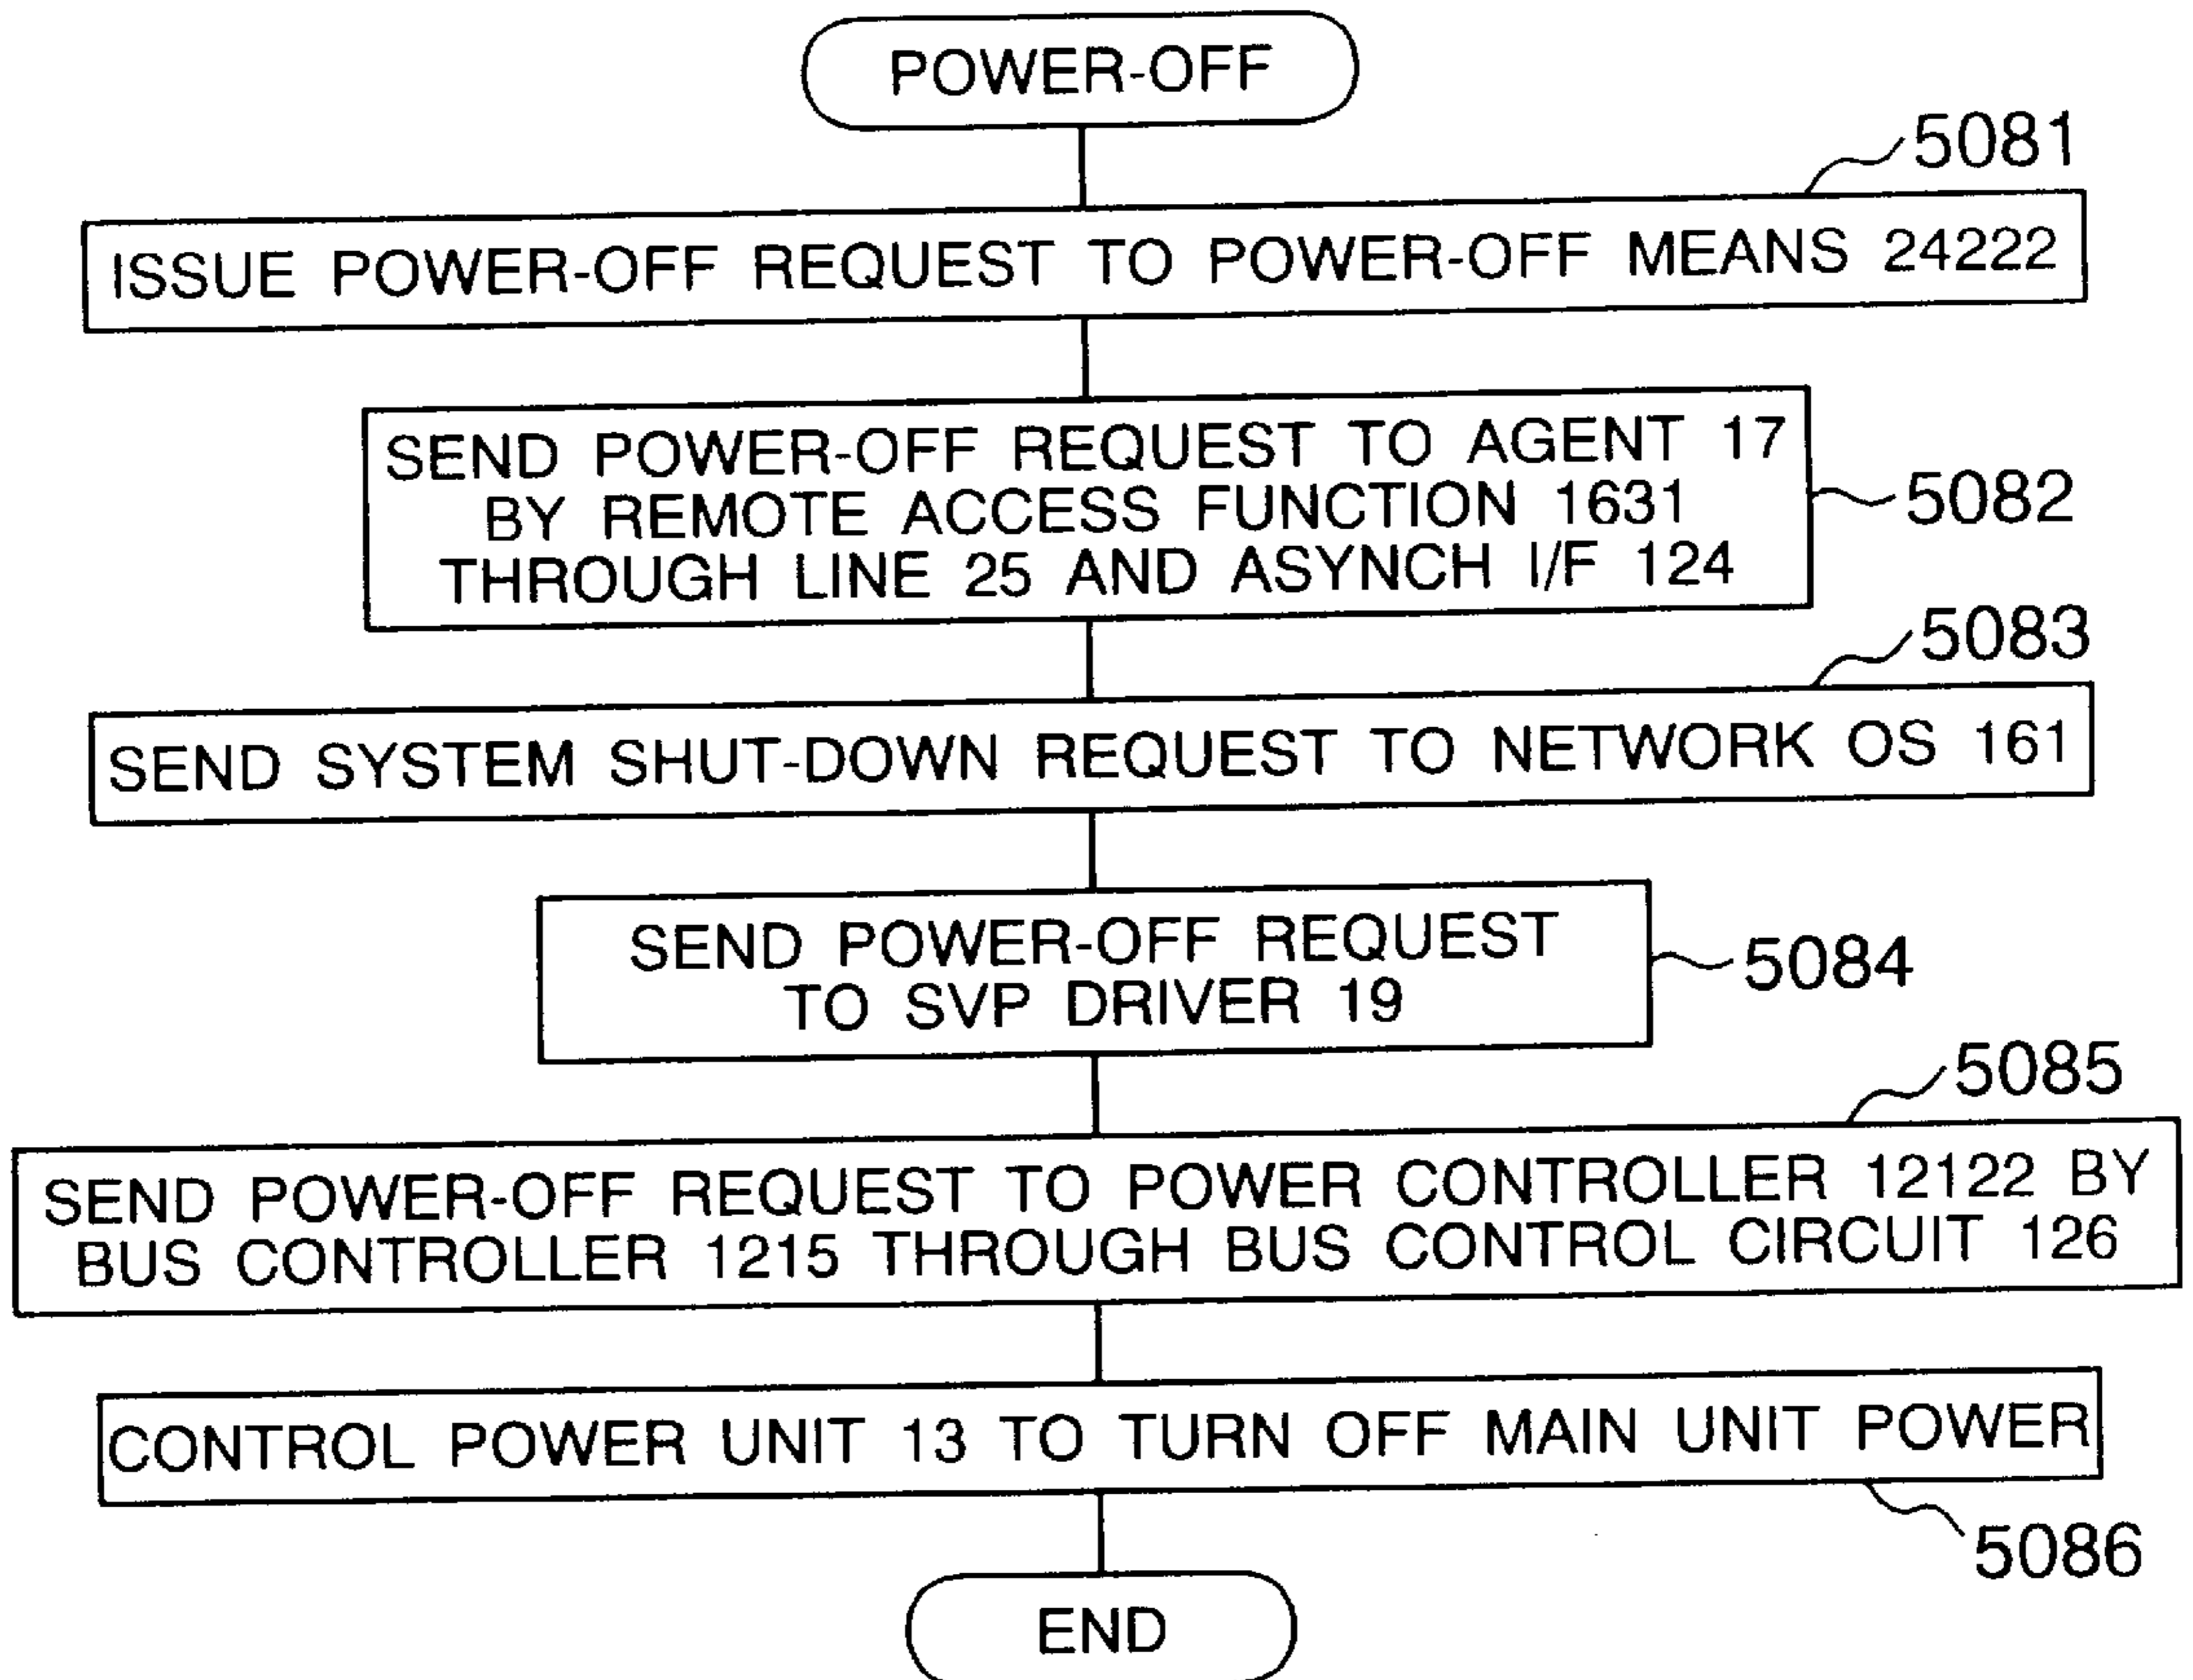 POWER-OFF
5081
ISSUE POWER-OFF REQUEST TO POWER-OFF MEANS 24222
SEND POWER-OFF REQUEST TO AGENT 17
BY REMOTE ACCESS FUNCTION 1631
THROUGH LINE 25 AND ASYNCH I/F 124
5082
5083
SEND SYSTEM SHUT-DOWN REQUEST TO NETWORK OS 161
SEND POWER-OFF REQUEST
TO SVP DRIVER 19
5084
5085
SEND POWER-OFF REQUEST TO POWER CONTROLLER 12122 BY
BUS CONTROLLER 1215 THROUGH BUS CONTROL CIRCUIT 126
CONTROL POWER UNIT 13 TO TURN OFF MAIN UNIT POWER
5086
END